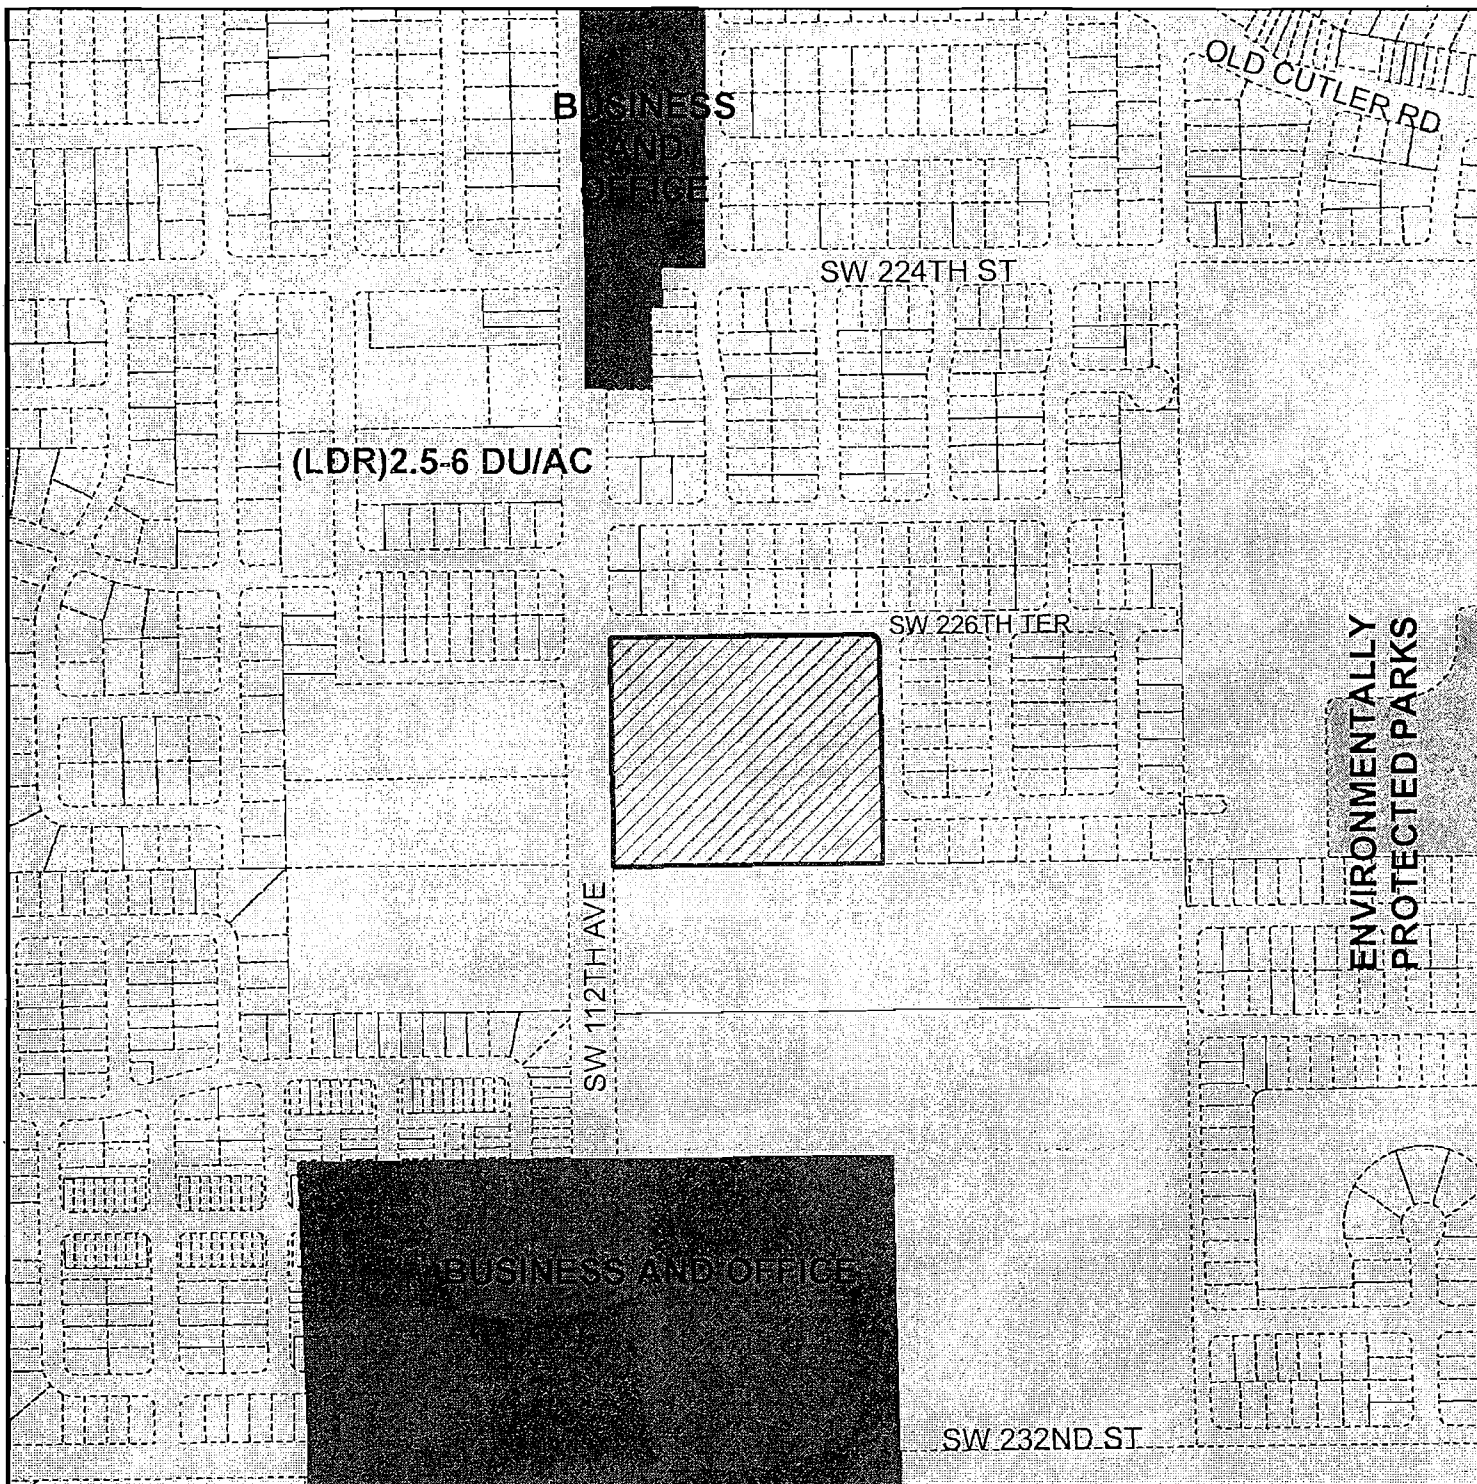 OLD CUTLER RD
BUSINESS
AND
OFFICE
SW 224TH ST
(LDR)2.5-6 DU/AC
SW 226TH TER
ENVIRONMENTALLY
PROTECTED PARKS
SW 112TH AVE
BUSINESS AND OFFICE
SW 232ND ST